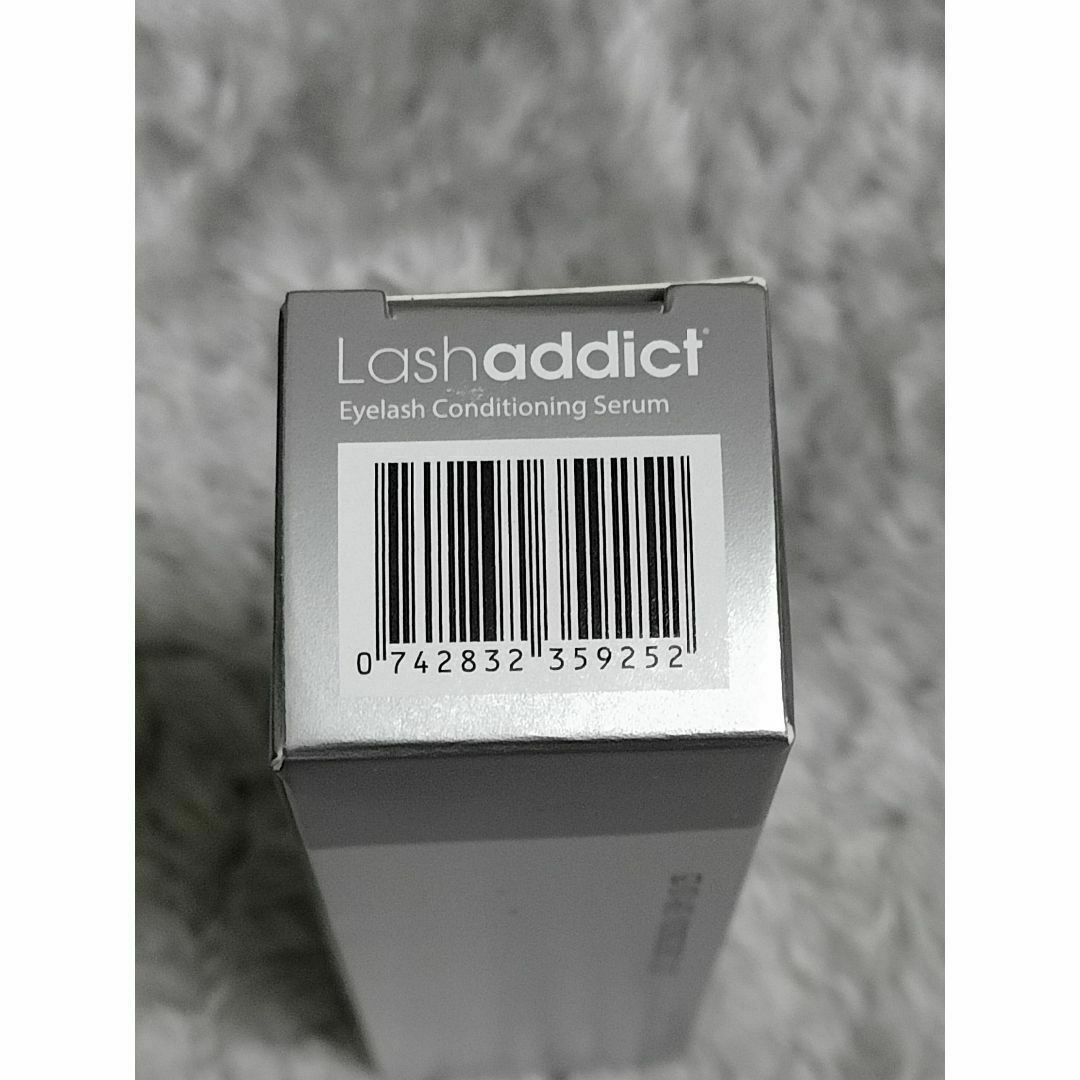 Lashaddict®
Eyelash Conditioning Serum
0 742832 359252